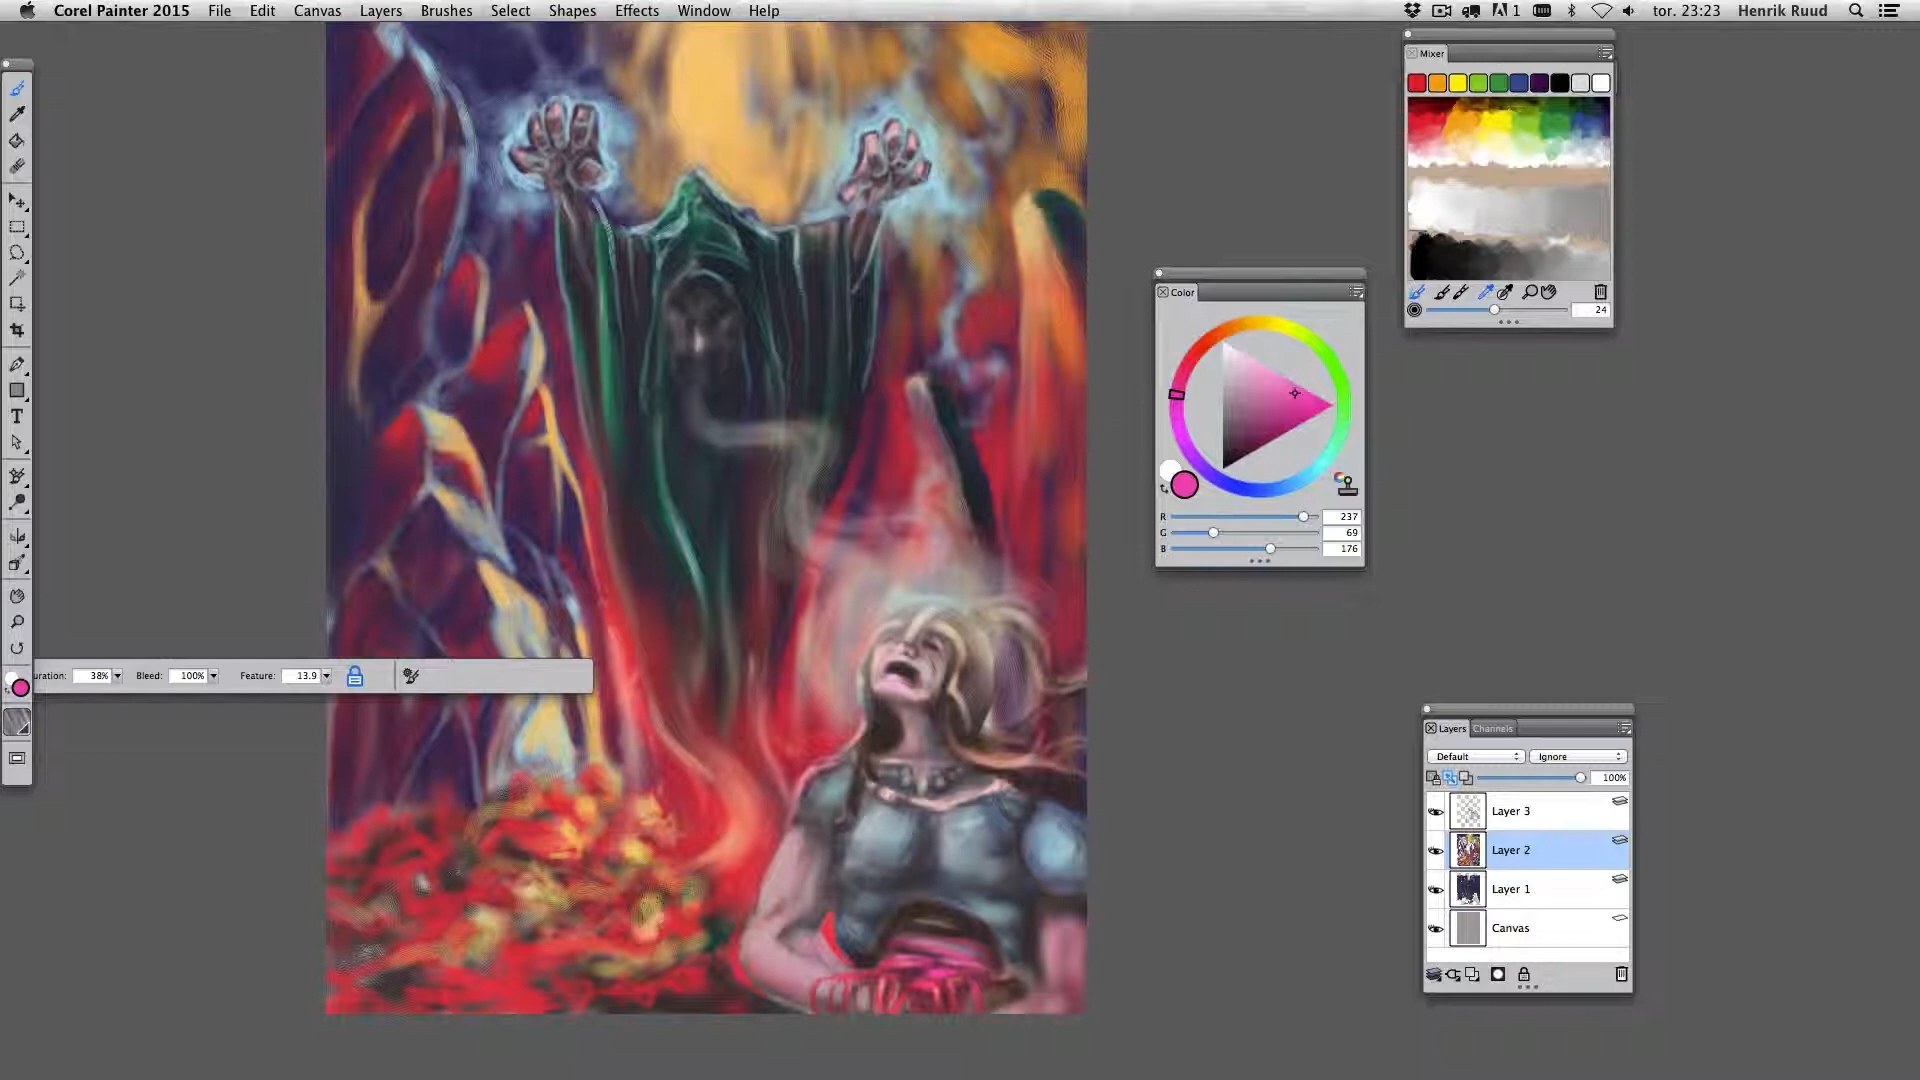 Corel Painter 2015 File Edit Canvas Layers Brushes Select Shapes Effects Window Help 1 tor. 23:23 Henrik Ruud
Mixer
24
Color
R 237
G 69
B 176
T
uration: 38% Bleed: 100% Feature: 13.9
Layers Channels
Default Ignore
100%
Layer 3
Layer 2
Layer 1
Canvas